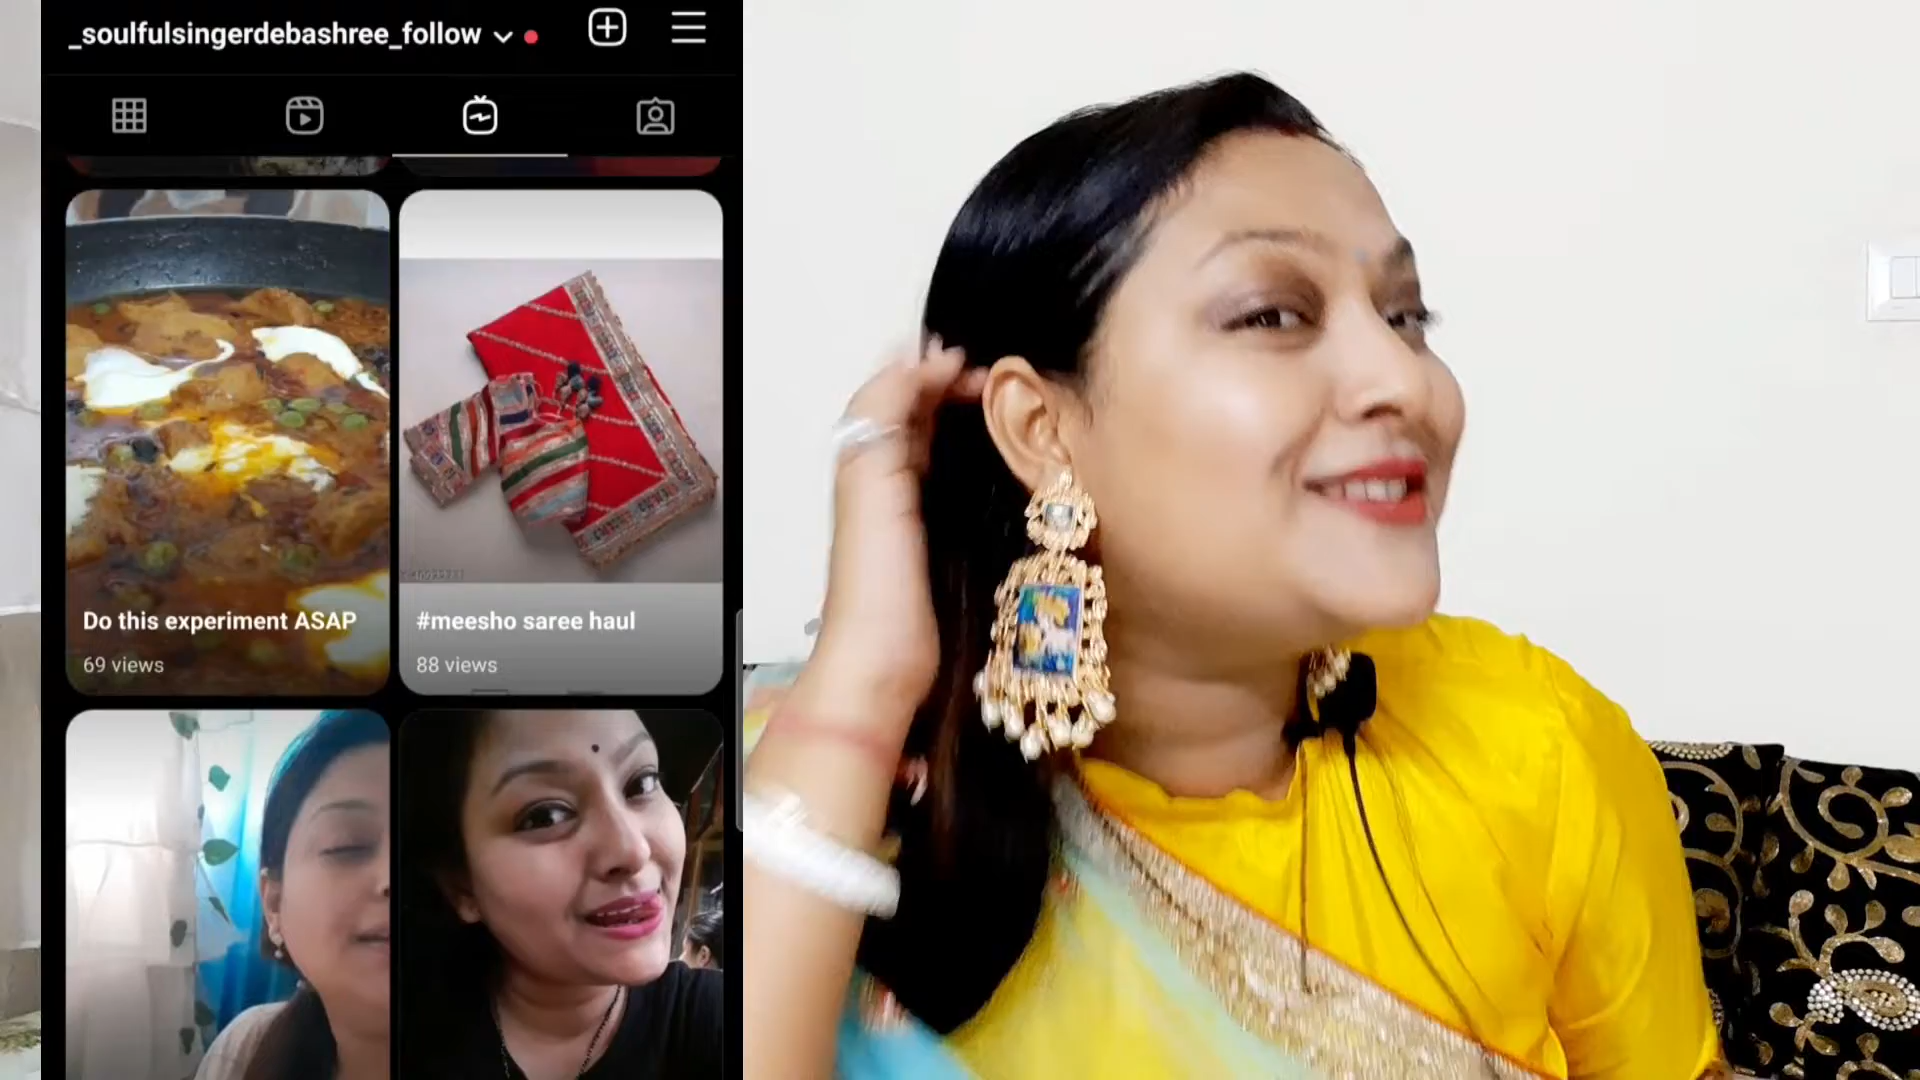 _soulfulsingerdebashree_follow
Do this experiment ASAP
69 views
#meesho saree haul
88 views